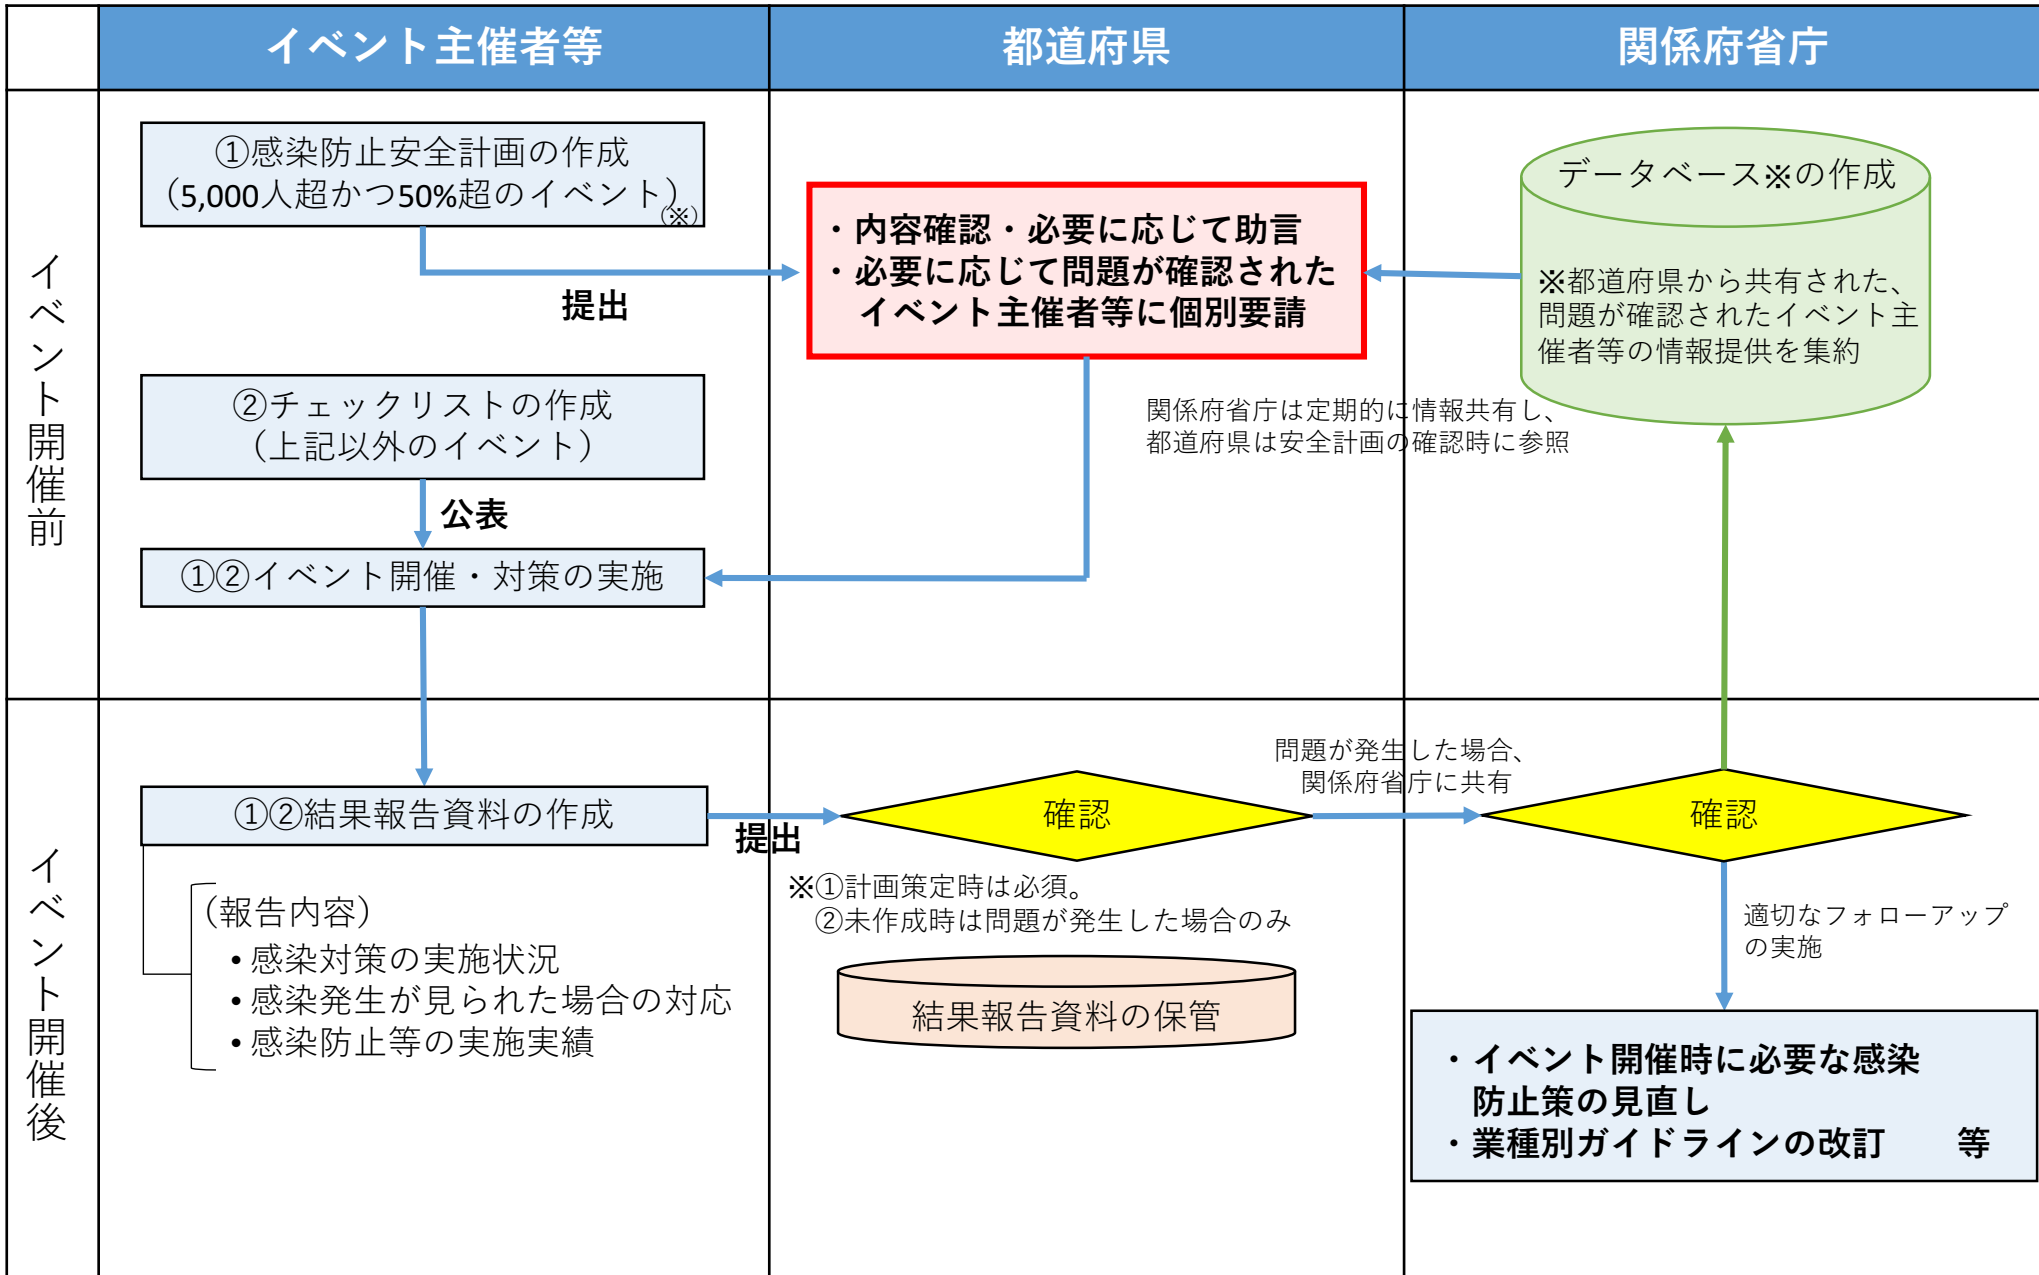 イベント主催者等
都道府県
関係府省庁
イベント開催前
①感染防止安全計画の作成
（5,000人超かつ50%超のイベント）
（※）
提出
②チェックリストの作成
（上記以外のイベント）
公表
①②イベント開催・対策の実施
・内容確認・必要に応じて助言
・必要に応じて問題が確認された
イベント主催者等に個別要請
関係府省庁は定期的に情報共有し、
都道府県は安全計画の確認時に参照
データベース※の作成
※都道府県から共有された、
問題が確認されたイベント主
催者等の情報提供を集約
イベント開催後
①②結果報告資料の作成
提出
（報告内容）
• 感染対策の実施状況
• 感染発生が見られた場合の対応
• 感染防止等の実施実績
確認
※①計画策定時は必須。
②未作成時は問題が発生した場合のみ
結果報告資料の保管
問題が発生した場合、
関係府省庁に共有
確認
適切なフォローアップ
の実施
・イベント開催時に必要な感染
防止策の見直し
・業種別ガイドラインの改訂　　等